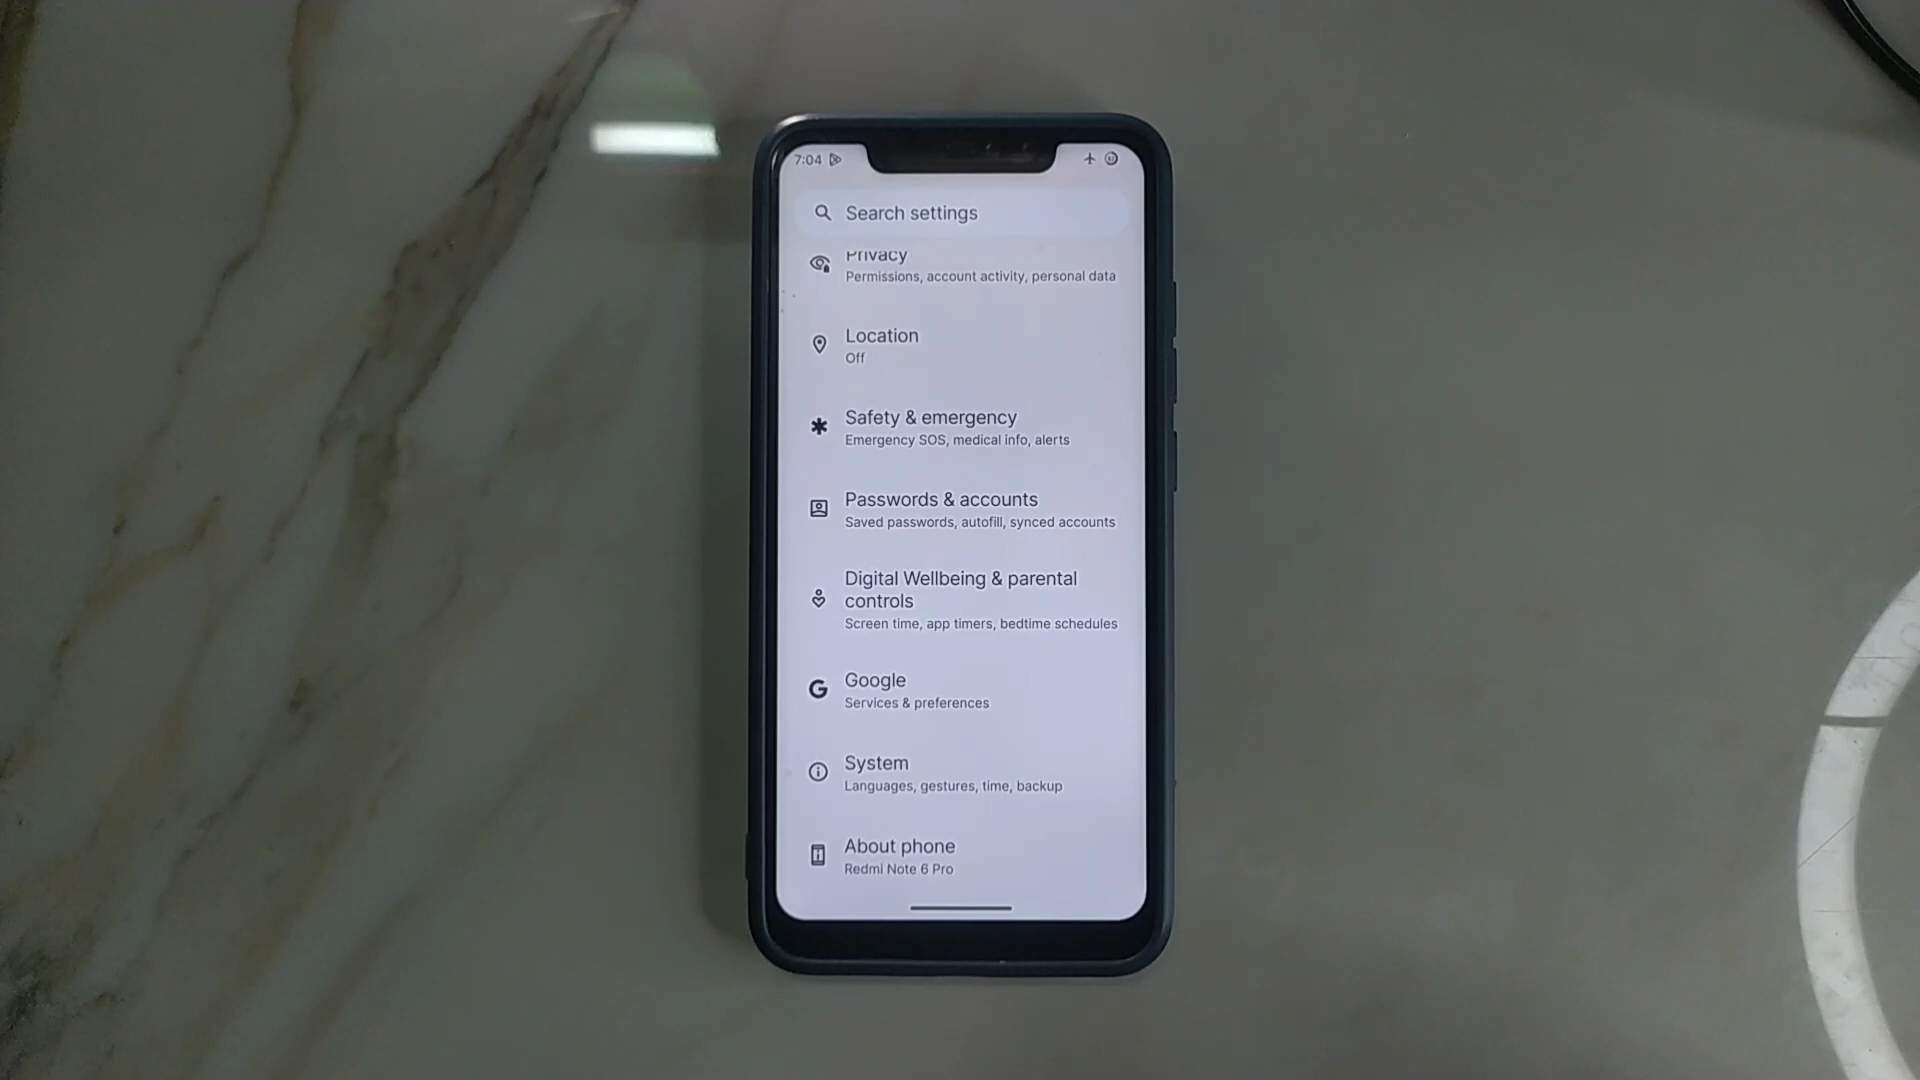 7:04
Search settings
Privacy
Permissions, account activity, personal data
Location
Off
Safety & emergency
Emergency SOS, medical info, alerts
Passwords & accounts
Saved passwords, autofill, synced accounts
Digital Wellbeing & parental
controls
Screen time, app timers, bedtime schedules
Google
Services & preferences
System
Languages, gestures, time, backup
About phone
Redmi Note 6 Pro